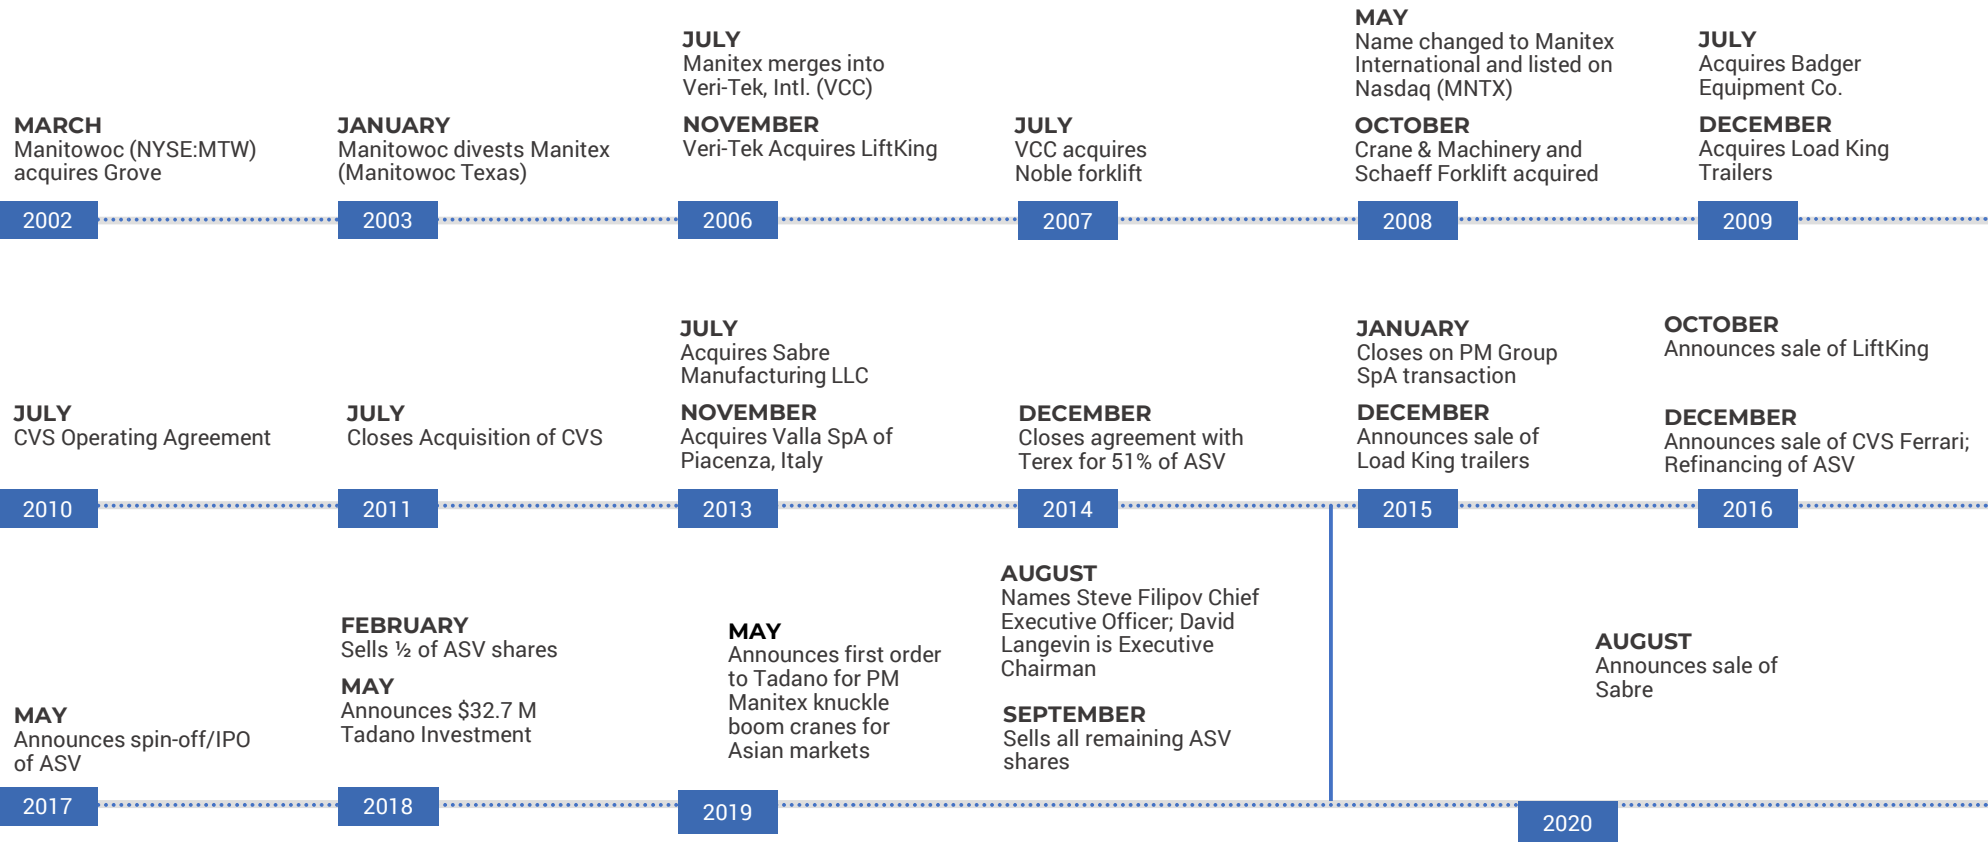 MARCH
Manitowoc (NYSE:MTW)
acquires Grove
2002
JANUARY
Manitowoc divests Manitex
(Manitowoc Texas)
2003
JULY
Manitex merges into
Veri-Tek, Intl. (VCC)
NOVEMBER
Veri-Tek Acquires LiftKing
2006
JULY
VCC acquires
Noble forklift
2007
MAY
Name changed to Manitex
International and listed on
Nasdaq (MNTX)
OCTOBER
Crane & Machinery and
Schaeff Forklift acquired
2008
JULY
Acquires Badger
Equipment Co.
DECEMBER
Acquires Load King
Trailers
2009
JULY
CVS Operating Agreement
2010
JULY
Closes Acquisition of CVS
2011
JULY
Acquires Sabre
Manufacturing LLC
NOVEMBER
Acquires Valla SpA of
Piacenza, Italy
2013
DECEMBER
Closes agreement with
Terex for 51% of ASV
2014
JANUARY
Closes on PM Group
SpA transaction
DECEMBER
Announces sale of
Load King trailers
2015
OCTOBER
Announces sale of LiftKing
DECEMBER
Announces sale of CVS Ferrari;
Refinancing of ASV
2016
MAY
Announces spin-off/IPO
of ASV
2017
FEBRUARY
Sells ½ of ASV shares
MAY
Announces $32.7 M
Tadano Investment
2018
MAY
Announces first order
to Tadano for PM
Manitex knuckle
boom cranes for
Asian markets
2019
AUGUST
Names Steve Filipov Chief
Executive Officer; David
Langevin is Executive
Chairman
SEPTEMBER
Sells all remaining ASV
shares
AUGUST
Announces sale of
Sabre
2020